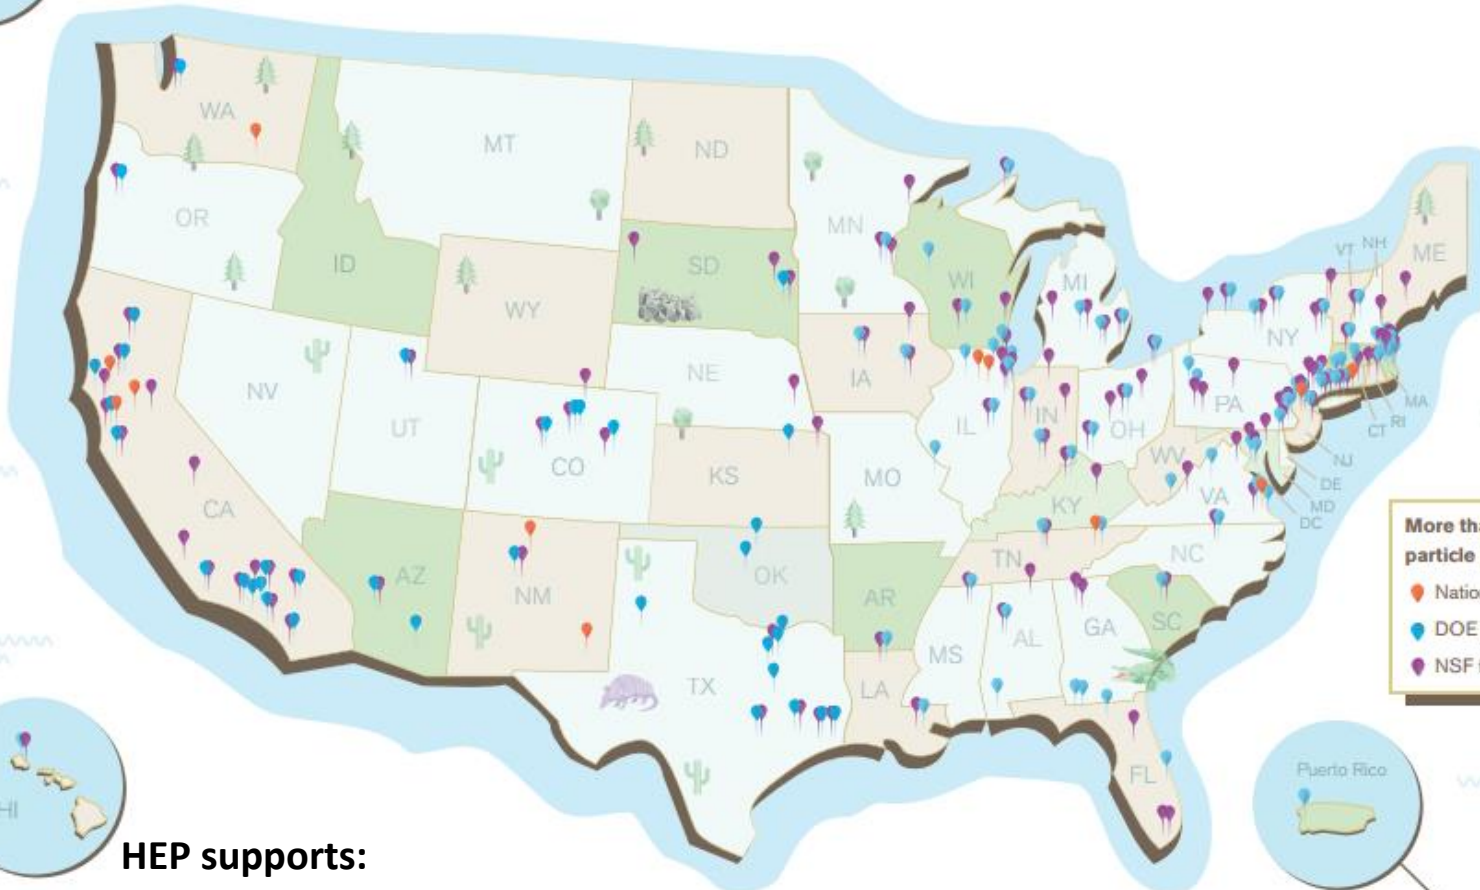 WA
MT
ND
OR
MN
ID
SD
WI
MI
VT NH
ME
WY
NY
NV
NE
IA
PA
MA
UT
IL
IN
OH
CT RI
CO
KS
MO
WV
NJ
CA
KY
VA
DE
MD
DC
More tha
particle
Natio
DOE
NSF
TN
NC
AZ
NM
OK
AR
MS
AL
GA
SC
TX
LA
FL
Puerto Rico
HI
HEP supports: